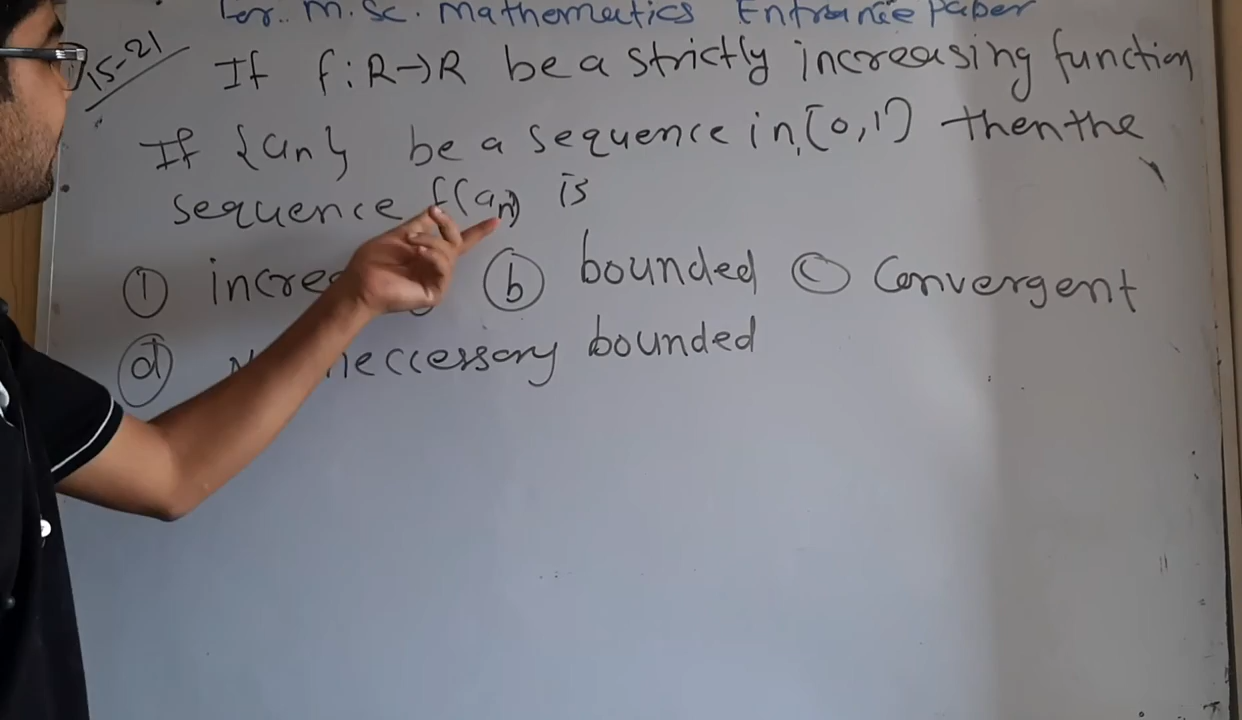 for.. M.Sc. Mathematics Entrance Paper
15-21
If f:R→R be a strictly increasing function
If {an} be a sequence in [0,1] then the
sequence f(an) is
① increa ⓑ bounded Ⓒ Convergent
ⓓ neccessory bounded